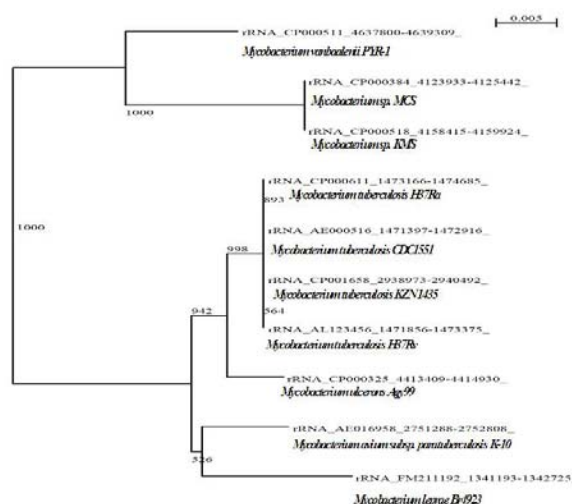 0.005
rRNA_CP000511_4637800-4639309_
Mycobacterium vanbaalenii PYR-1
rRNA_CP000384_4123933-4125442_
Mycobacterium sp. MCS
1000
rRNA_CP000518_4158415-4159924_
Mycobacterium sp. KMS
rRNA_CP000611_1473166-1474685_
Mycobacterium tuberculosis H37Ra
893
1000
rRNA_AE000516_1471397-1472916_
998
Mycobacterium tuberculosis CDC1551
rRNA_CP001658_2938973-2940492_
Mycobacterium tuberculosis KZN1435
942
564
rRNA_AL123456_1471856-1473375_
Mycobacterium tuberculosis H37Rv
rRNA_CP000325_4413409-4414930_
Mycobacterium ulcerans Agy99
rRNA_AE016958_2751288-2752808_
Mycobacterium avium subsp. paratuberculosis K-10
526
rRNA_FM211192_1341193-1342725
Mycobacterium leprae Br4923